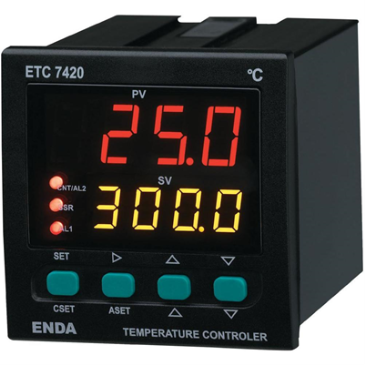 ETC 7420 °C
PV
25.0
SV
CNT/AL2
300.0
SSR
AL1
SET
CSET ASET
ENDA TEMPERATURE CONTROLER